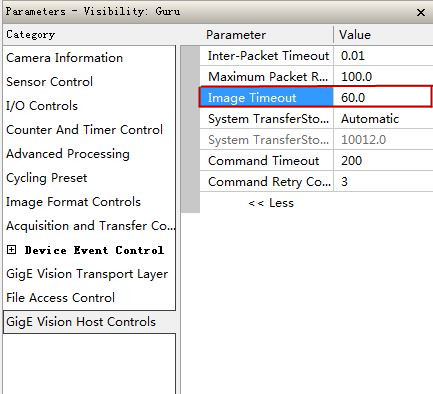 Parameters - Visibility: Guru
Category
Parameter Value
Camera Information
Sensor Control
I/O Controls
Counter And Timer Control
Advanced Processing
Cycling Preset
Image Format Controls
Acquisition and Transfer Co...
Device Event Control
GigE Vision Transport Layer
File Access Control
GigE Vision Host Controls
Inter-Packet Timeout 0.01
Maximum Packet R... 100.0
Image Timeout 60.0
System TransferSto... Automatic
System TransferSto... 10012.0
Command Timeout 200
Command Retry Co... 3
<< Less